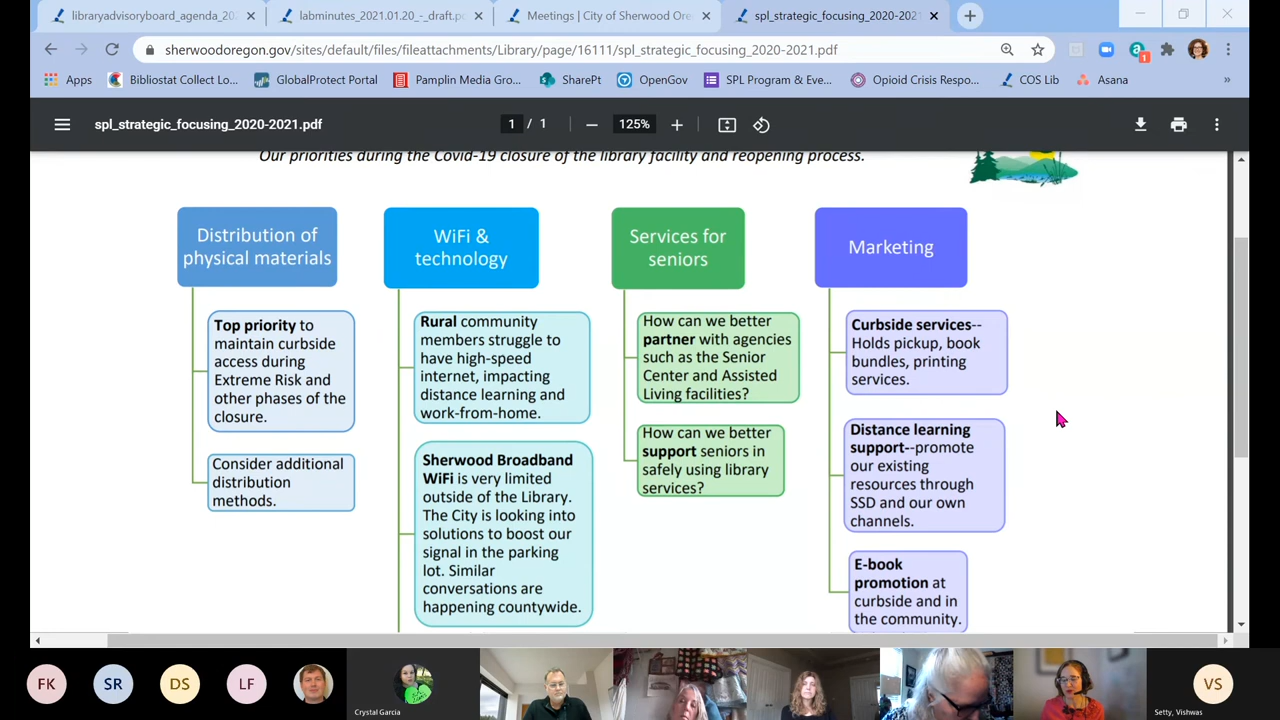 libraryadvisoryboard_agenda_202
labminutes_2021.01.20_-_draft.pd
Meetings | City of Sherwood Ore
spl_strategic_focusing_2020-2021
sherwoodoregon.gov/sites/default/files/fileattachments/Library/page/16111/spl_strategic_focusing_2020-2021.pdf
1
Apps
Bibliostat Collect Lo...
GlobalProtect Portal
Pamplin Media Gro...
SharePt
OpenGov
SPL Program & Eve...
Opioid Crisis Respo...
COS Lib
Asana
»
spl_strategic_focusing_2020-2021.pdf
1 / 1
125%
Our priorities during the Covid-19 closure of the library facility and reopening process.
Distribution of
physical materials
Top priority to
maintain curbside
access during
Extreme Risk and
other phases of the
closure.
Consider additional
distribution
methods.
WiFi &
technology
Rural community
members struggle to
have high-speed
internet, impacting
distance learning and
work-from-home.
Sherwood Broadband
WiFi is very limited
outside of the Library.
The City is looking into
solutions to boost our
signal in the parking
lot. Similar
conversations are
happening countywide.
Services for
seniors
How can we better
partner with agencies
such as the Senior
Center and Assisted
Living facilities?
How can we better
support seniors in
safely using library
services?
Marketing
Curbside services--
Holds pickup, book
bundles, printing
services.
Distance learning
support--promote
our existing
resources through
SSD and our own
channels.
E-book
promotion at
curbside and in
the community.
FK
SR
DS
LF
Crystal Garcia
VS
Setty, Vishwas